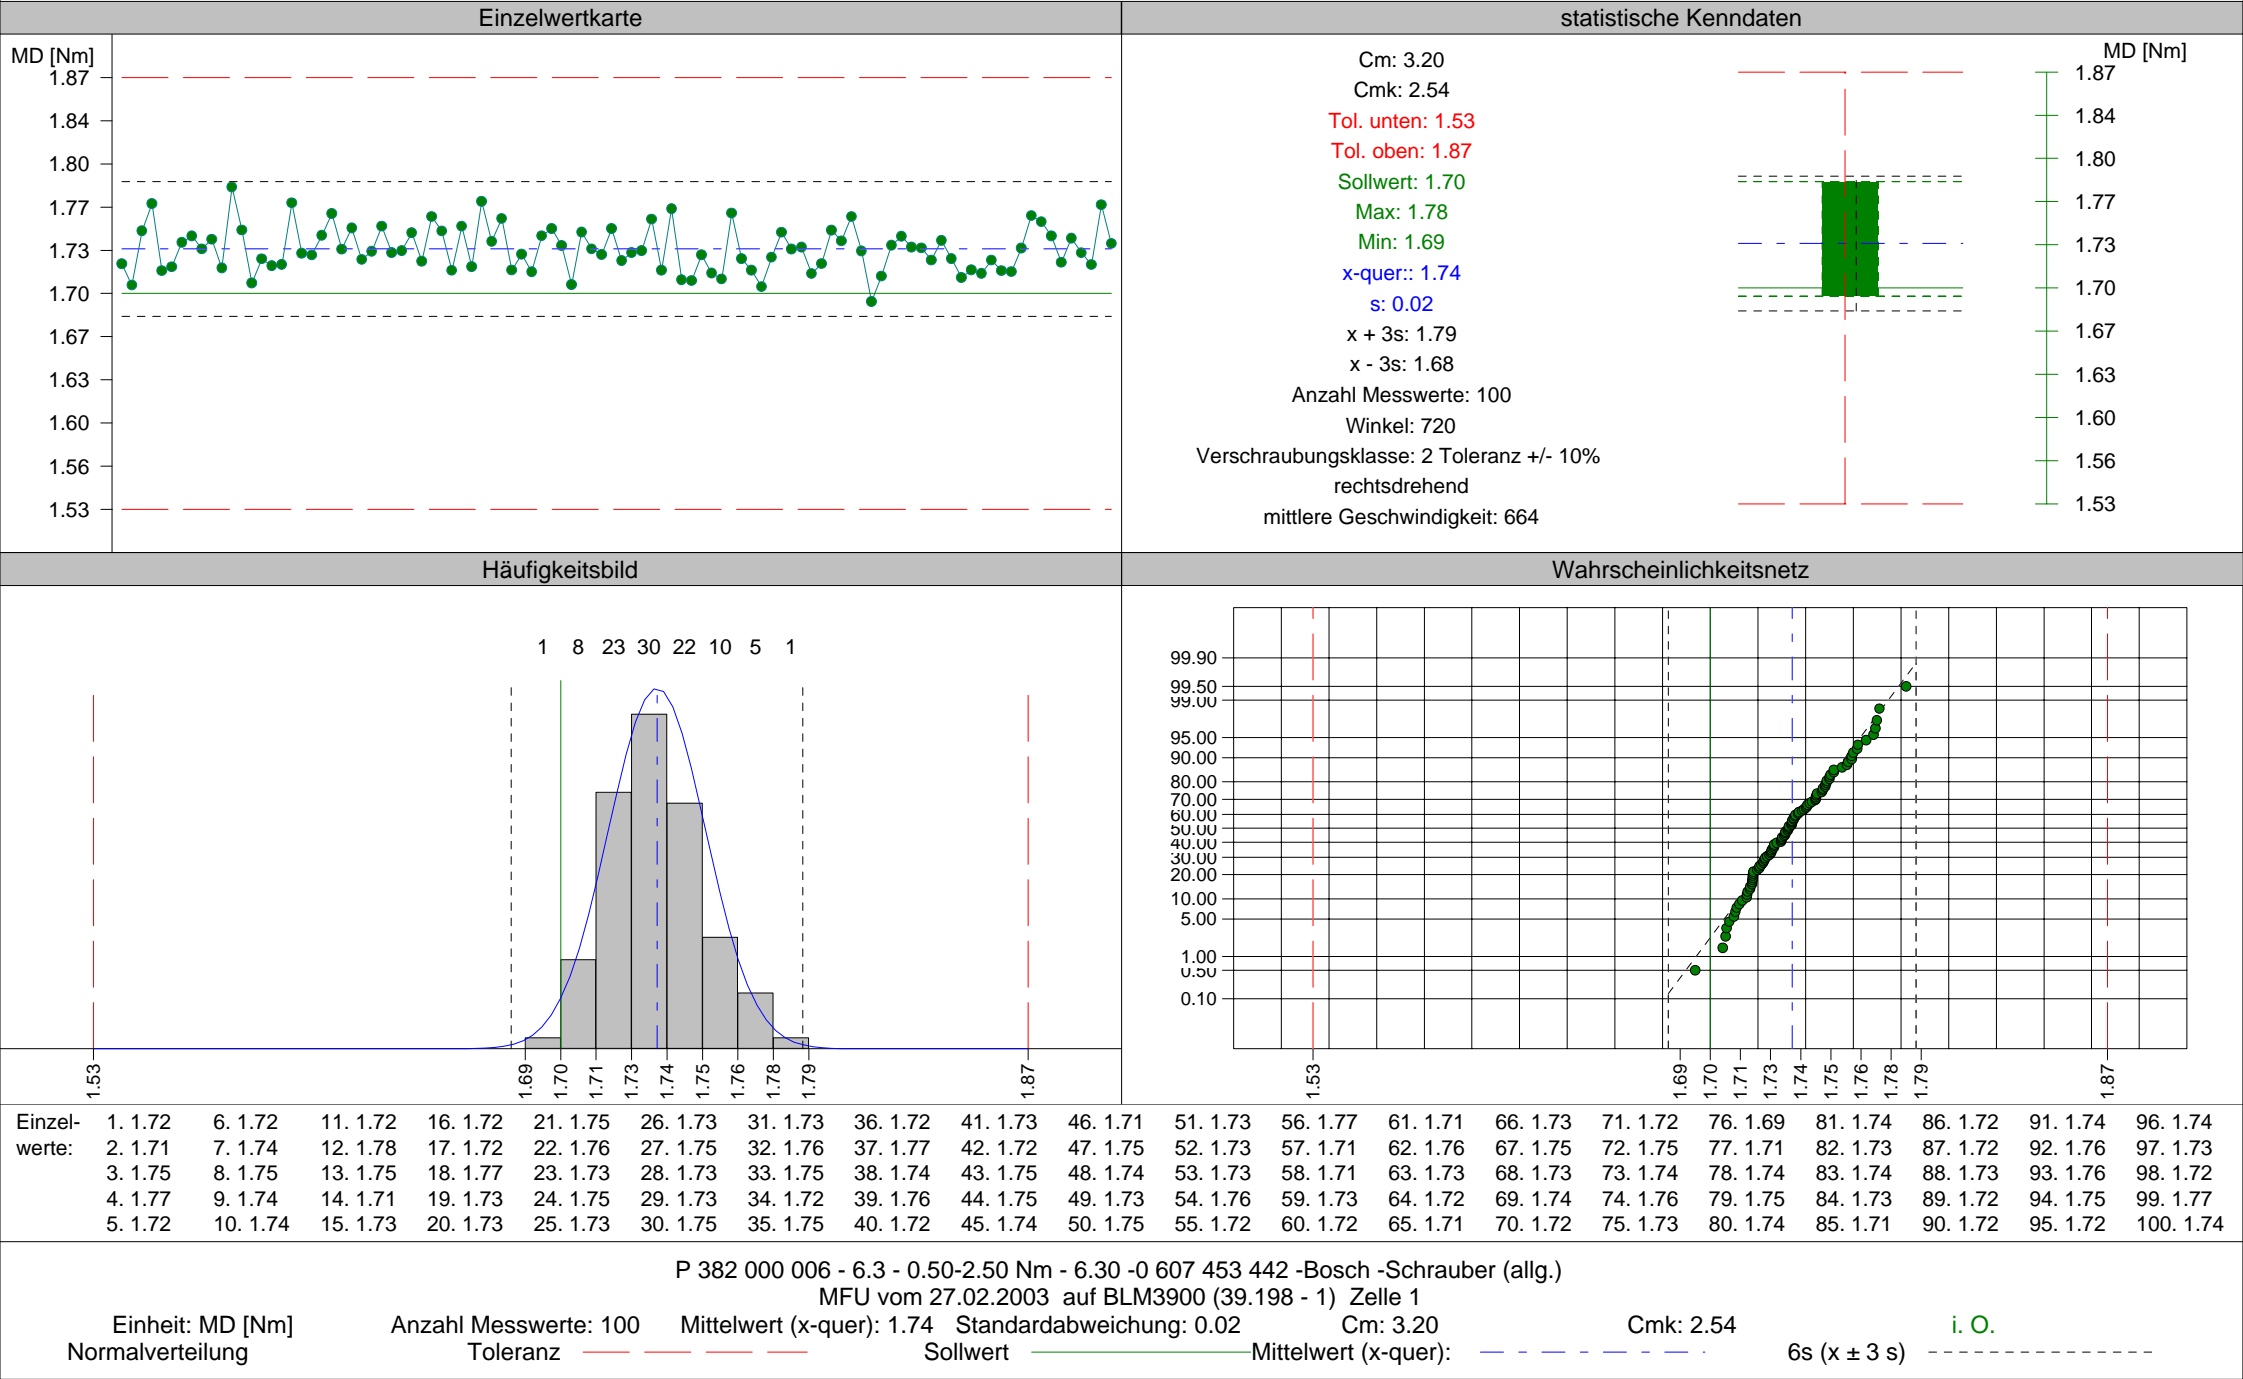 Einzelwertkarte
statistische Kenndaten
MD [Nm]
1.87
1.84
1.80
1.77
1.73
1.70
1.67
1.63
1.60
1.56
1.53
Cm: 3.20
Cmk: 2.54
Tol. unten: 1.53
Tol. oben: 1.87
Sollwert: 1.70
Max: 1.78
Min: 1.69
x-quer:: 1.74
s: 0.02
x + 3s: 1.79
x - 3s: 1.68
Anzahl Messwerte: 100
Winkel: 720
Verschraubungsklasse: 2 Toleranz +/- 10%
rechtsdrehend
mittlere Geschwindigkeit: 664
MD [Nm]
1.87
1.84
1.80
1.77
1.73
1.70
1.67
1.63
1.60
1.56
1.53
Häufigkeitsbild
Wahrscheinlichkeitsnetz
1 8 23 30 22 10 5 1
1.53 1.69 1.70 1.71 1.73 1.74 1.75 1.76 1.78 1.79 1.87
99.90
99.50
99.00
95.00
90.00
80.00
70.00
60.00
50.00
40.00
30.00
20.00
10.00
5.00
1.00
0.50
0.10
1.53 1.69 1.70 1.71 1.73 1.74 1.75 1.76 1.78 1.79 1.87
Einzel- 1. 1.72 6. 1.72 11. 1.72 16. 1.72 21. 1.75 26. 1.73 31. 1.73 36. 1.72 41. 1.73 46. 1.71 51. 1.73 56. 1.77 61. 1.71 66. 1.73 71. 1.72 76. 1.69 81. 1.74 86. 1.72 91. 1.74 96. 1.74
werte: 2. 1.71 7. 1.74 12. 1.78 17. 1.72 22. 1.76 27. 1.75 32. 1.76 37. 1.77 42. 1.72 47. 1.75 52. 1.73 57. 1.71 62. 1.76 67. 1.75 72. 1.75 77. 1.71 82. 1.73 87. 1.72 92. 1.76 97. 1.73
3. 1.75 8. 1.75 13. 1.75 18. 1.77 23. 1.73 28. 1.73 33. 1.75 38. 1.74 43. 1.75 48. 1.74 53. 1.73 58. 1.71 63. 1.73 68. 1.73 73. 1.74 78. 1.74 83. 1.74 88. 1.73 93. 1.76 98. 1.72
4. 1.77 9. 1.74 14. 1.71 19. 1.73 24. 1.75 29. 1.73 34. 1.72 39. 1.76 44. 1.75 49. 1.73 54. 1.76 59. 1.73 64. 1.72 69. 1.74 74. 1.76 79. 1.75 84. 1.73 89. 1.72 94. 1.75 99. 1.77
5. 1.72 10. 1.74 15. 1.73 20. 1.73 25. 1.73 30. 1.75 35. 1.75 40. 1.72 45. 1.74 50. 1.75 55. 1.72 60. 1.72 65. 1.71 70. 1.72 75. 1.73 80. 1.74 85. 1.71 90. 1.72 95. 1.72 100. 1.74
P 382 000 006 - 6.3 - 0.50-2.50 Nm - 6.30 -0 607 453 442 -Bosch -Schrauber (allg.)
MFU vom 27.02.2003 auf BLM3900 (39.198 - 1) Zelle 1
Einheit: MD [Nm] Anzahl Messwerte: 100 Mittelwert (x-quer): 1.74 Standardabweichung: 0.02 Cm: 3.20 Cmk: 2.54 i. O.
Normalverteilung Toleranz Sollwert Mittelwert (x-quer): 6s (x ± 3 s)